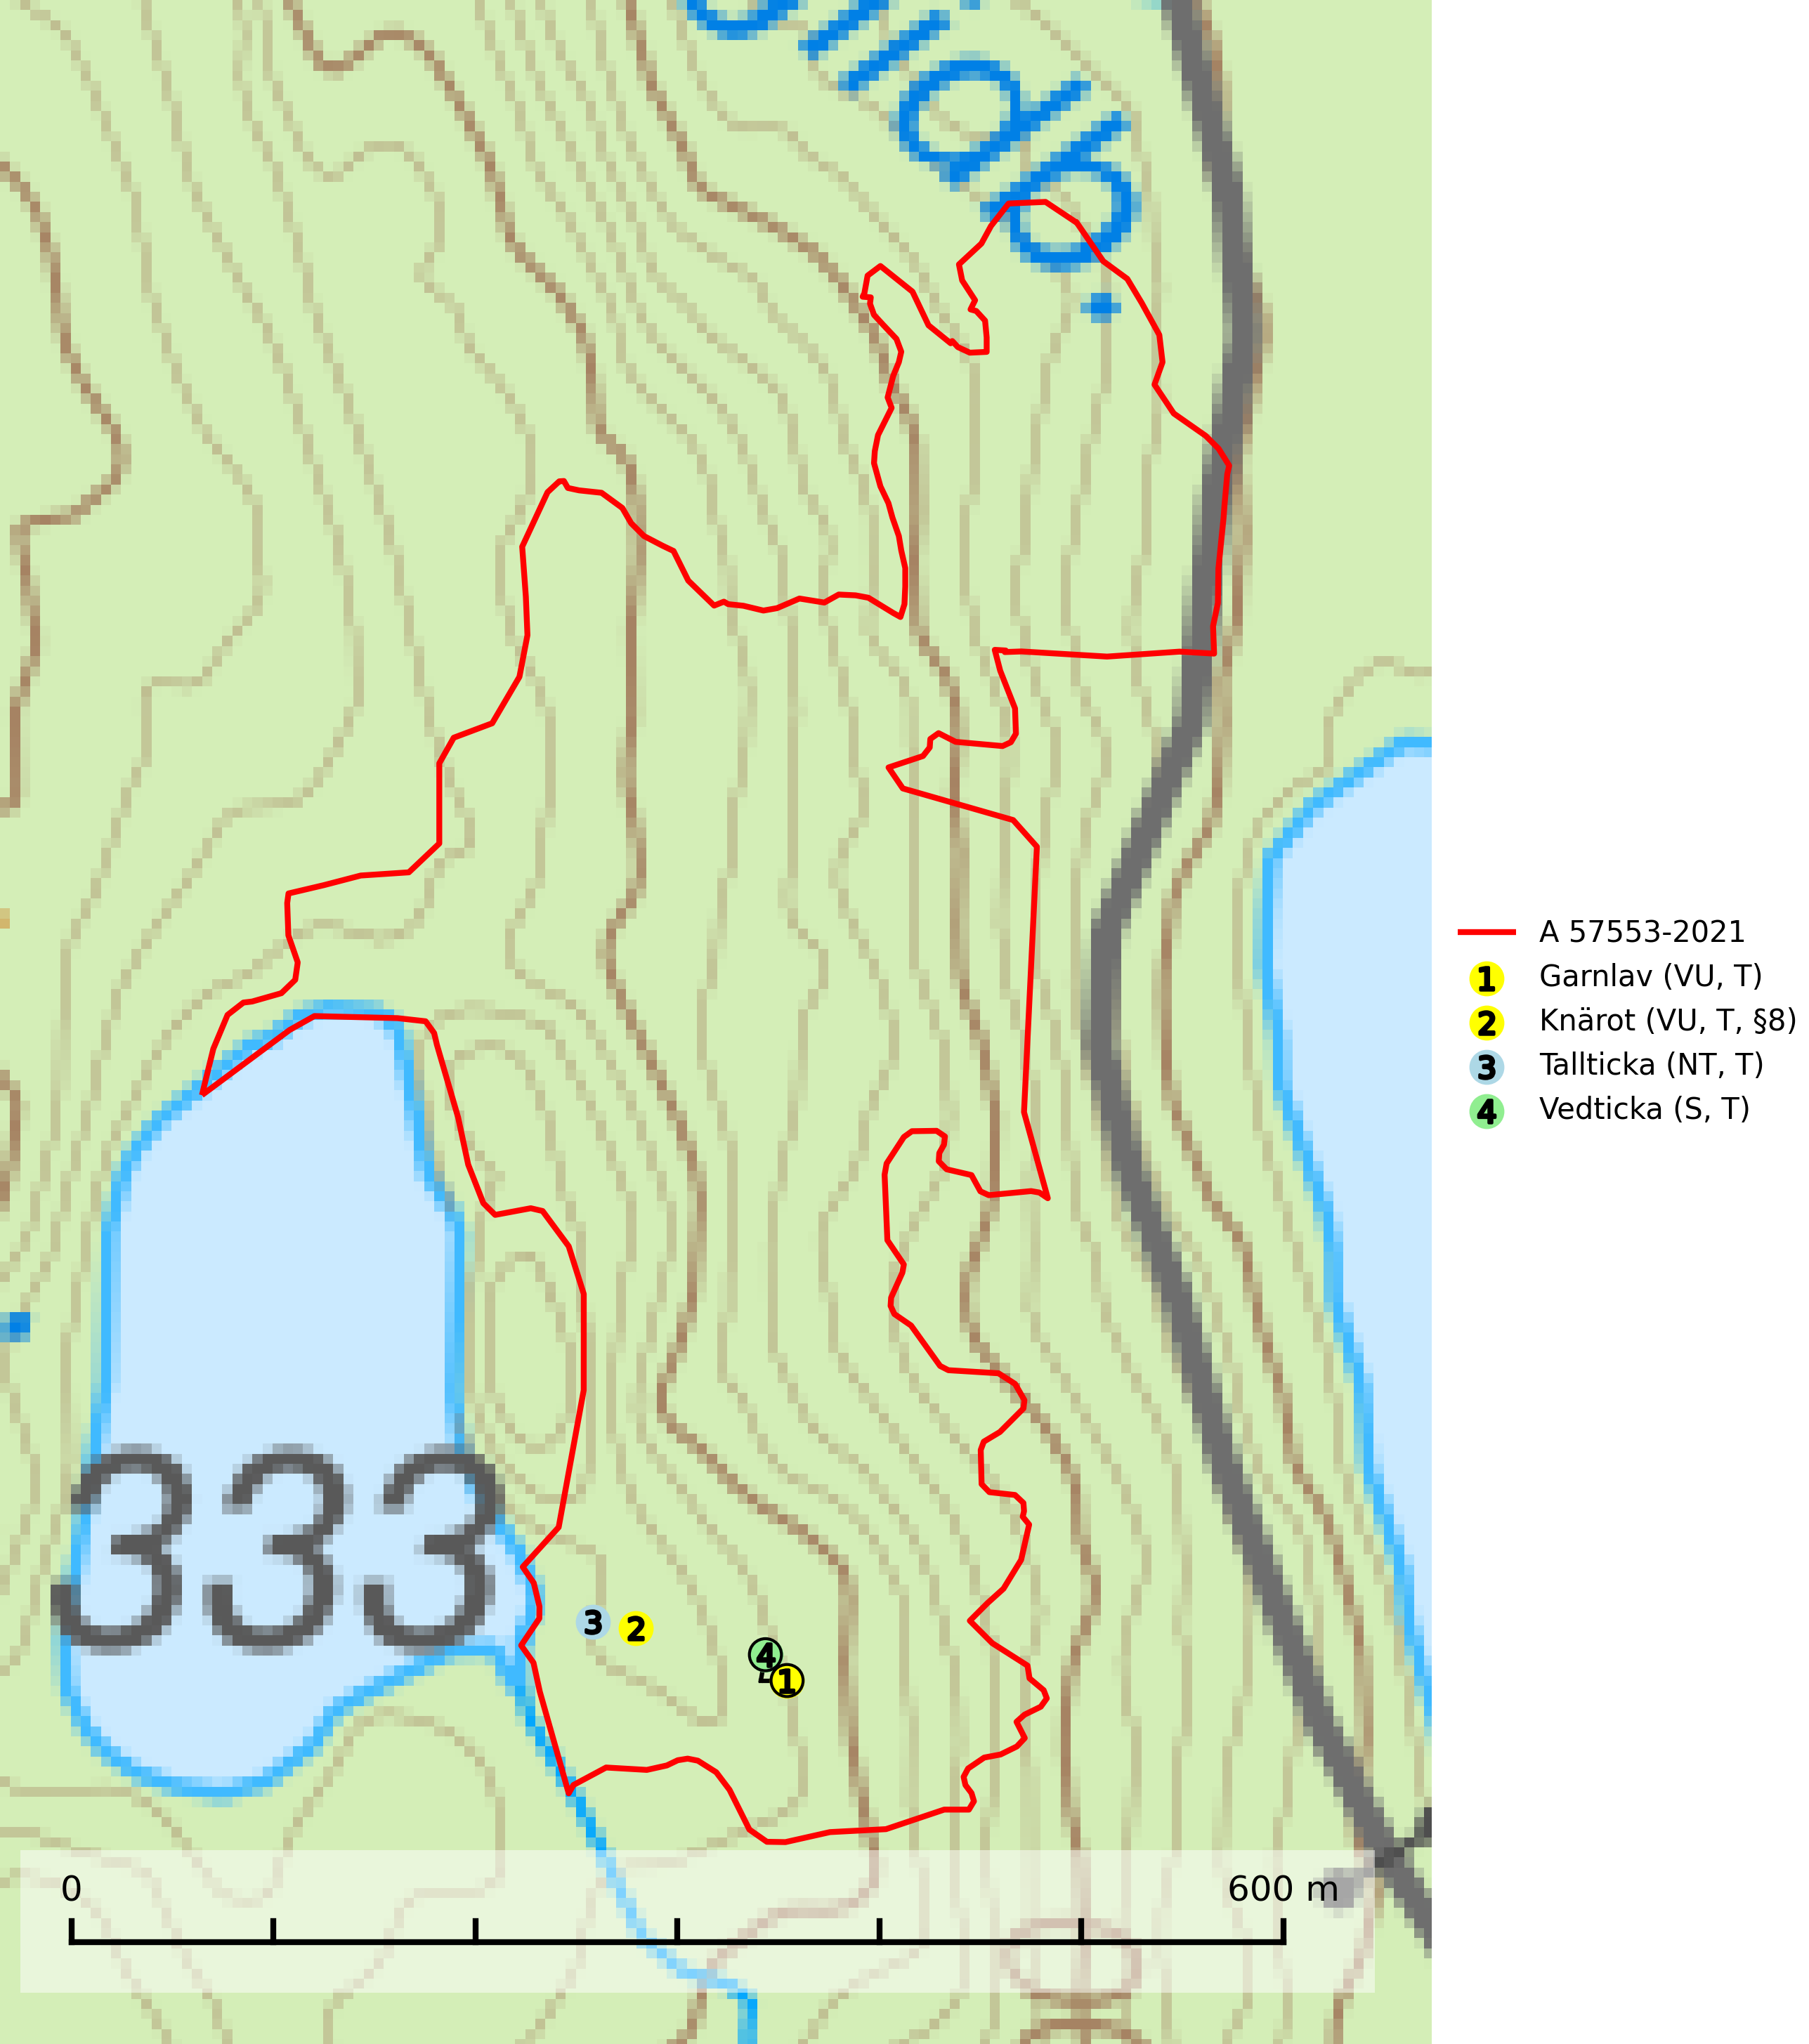 333
0
600 m
A 57553-2021
1 Garnlav (VU, T)
2 Knärot (VU, T, §8)
3 Tallticka (NT, T)
4 Vedticka (S, T)
3
2
4
1